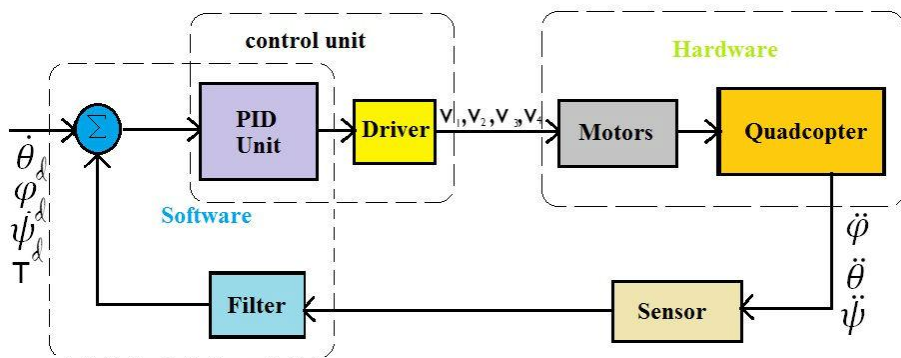 control unit
Hardware
Σ
PID
Unit
Driver
V₁,V₂,V₃,V₄
Motors
Quadcopter
θ̇d
φd
ψ̇d
T
Software
φ̈
θ̈
ψ̈
Filter
Sensor